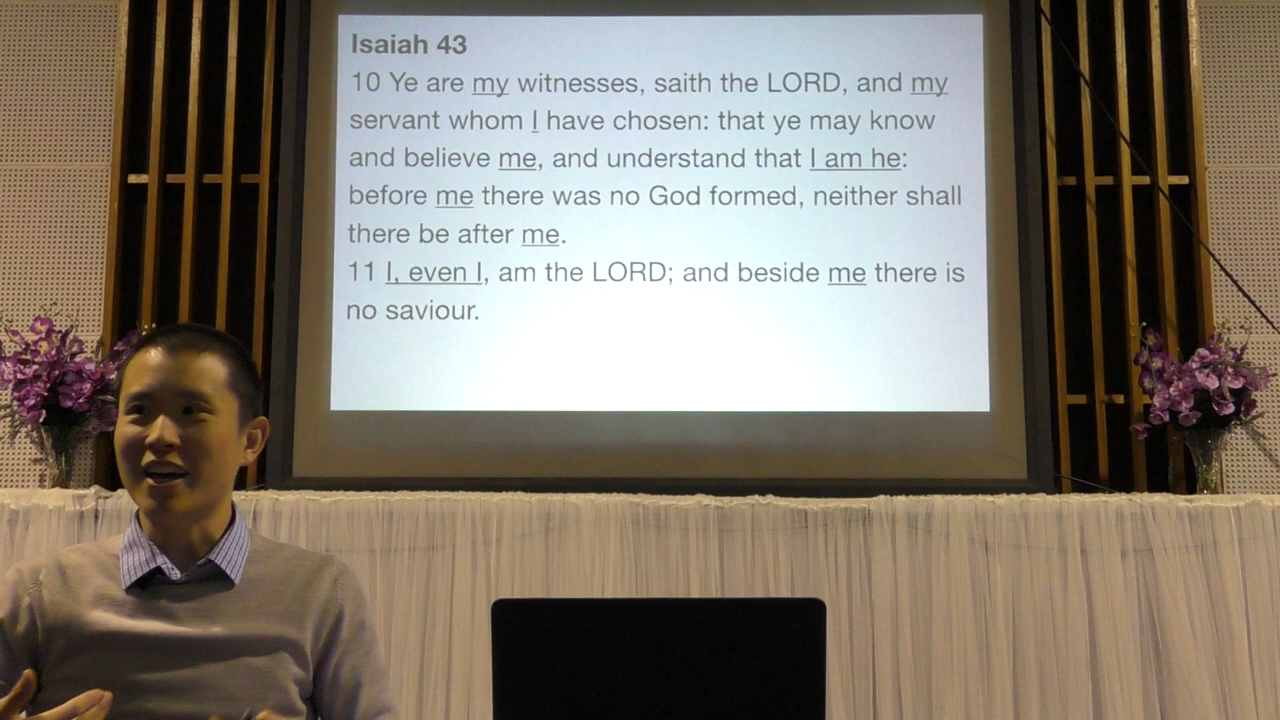 Isaiah 43
10 Ye are my witnesses, saith the LORD, and my
servant whom I have chosen: that ye may know
and believe me, and understand that I am he:
before me there was no God formed, neither shall
there be after me.
11 I, even I, am the LORD; and beside me there is
no saviour.